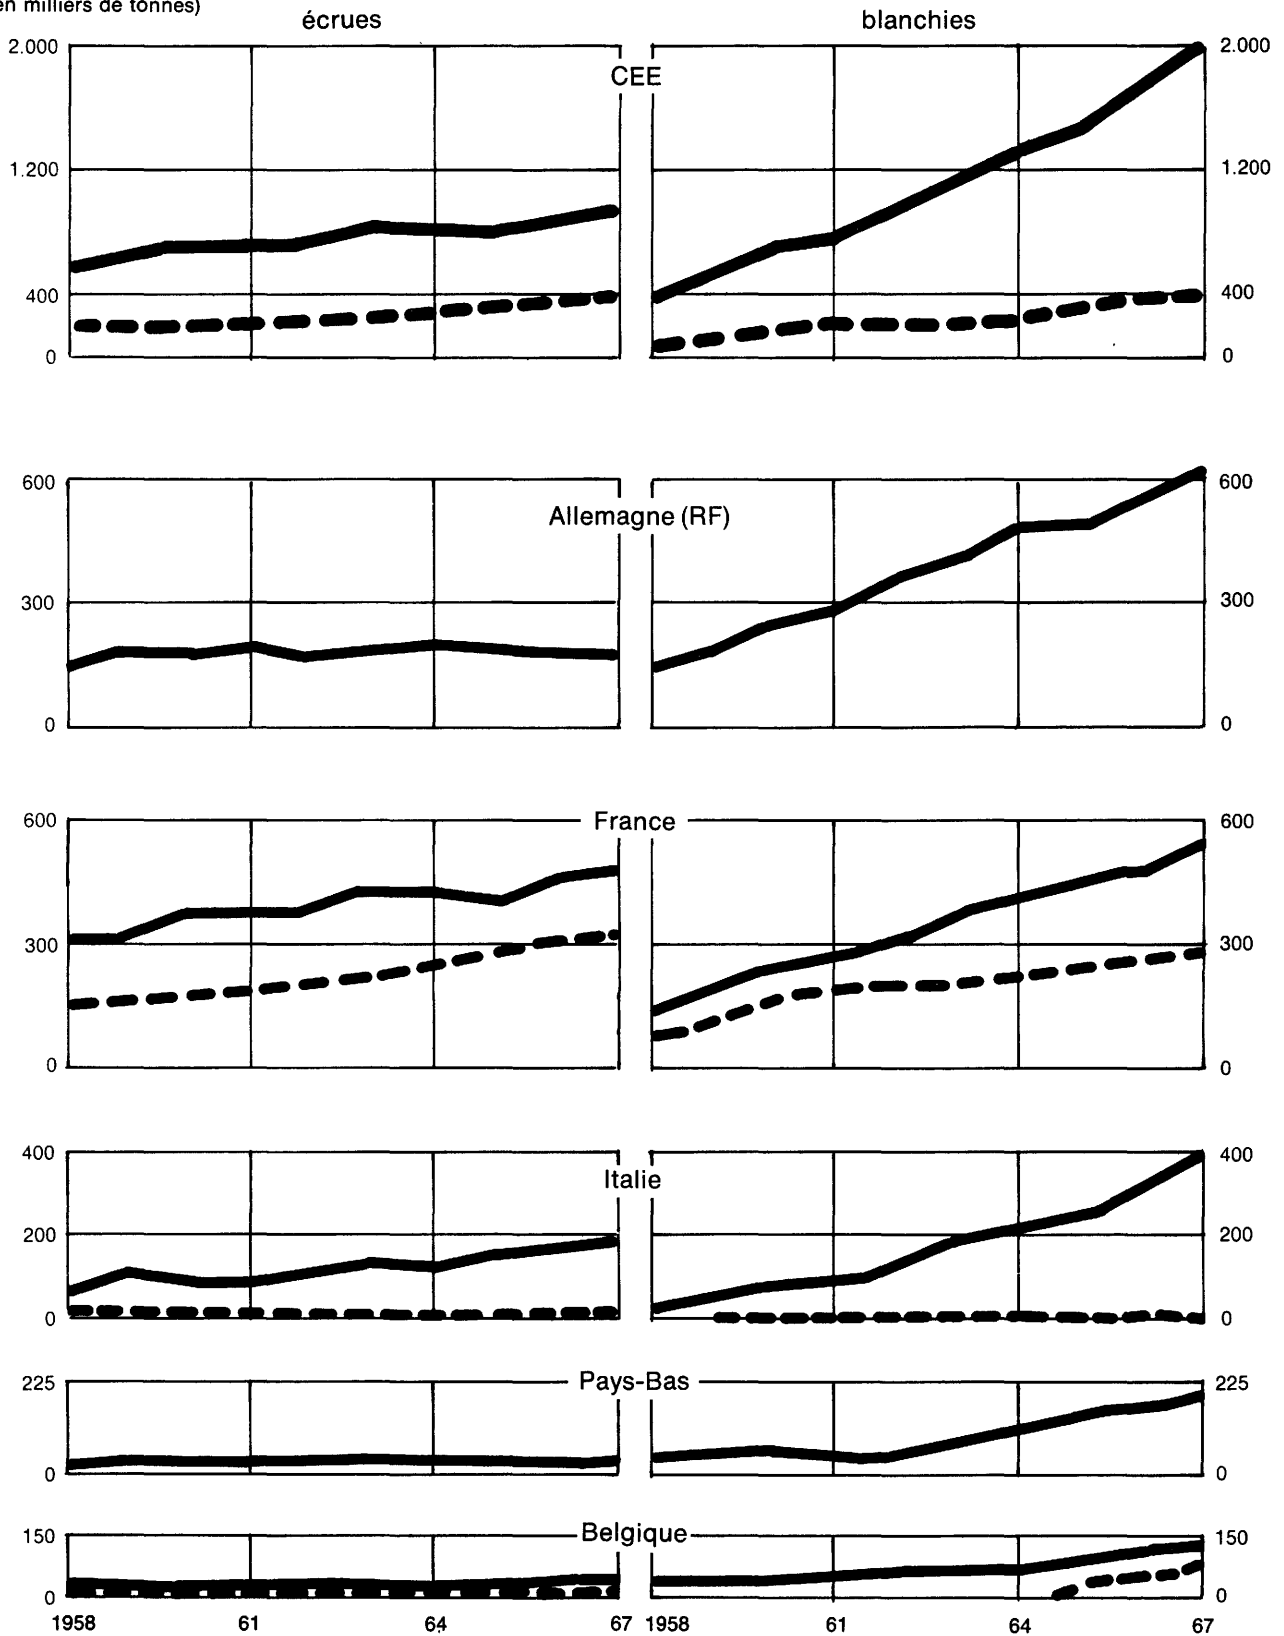 en milliers de tonnes)
écrues blanchies
2.000 2.000
CEE
1.200 1.200
400 400
0 0
600 600
Allemagne (RF)
300 300
0 0
600 France 600
300 300
0 0
400 400
Italie
200 200
0 0
225 Pays-Bas 225
0 0
150 Belgique 150
0 0
1958 61 64 67 1958 61 64 67